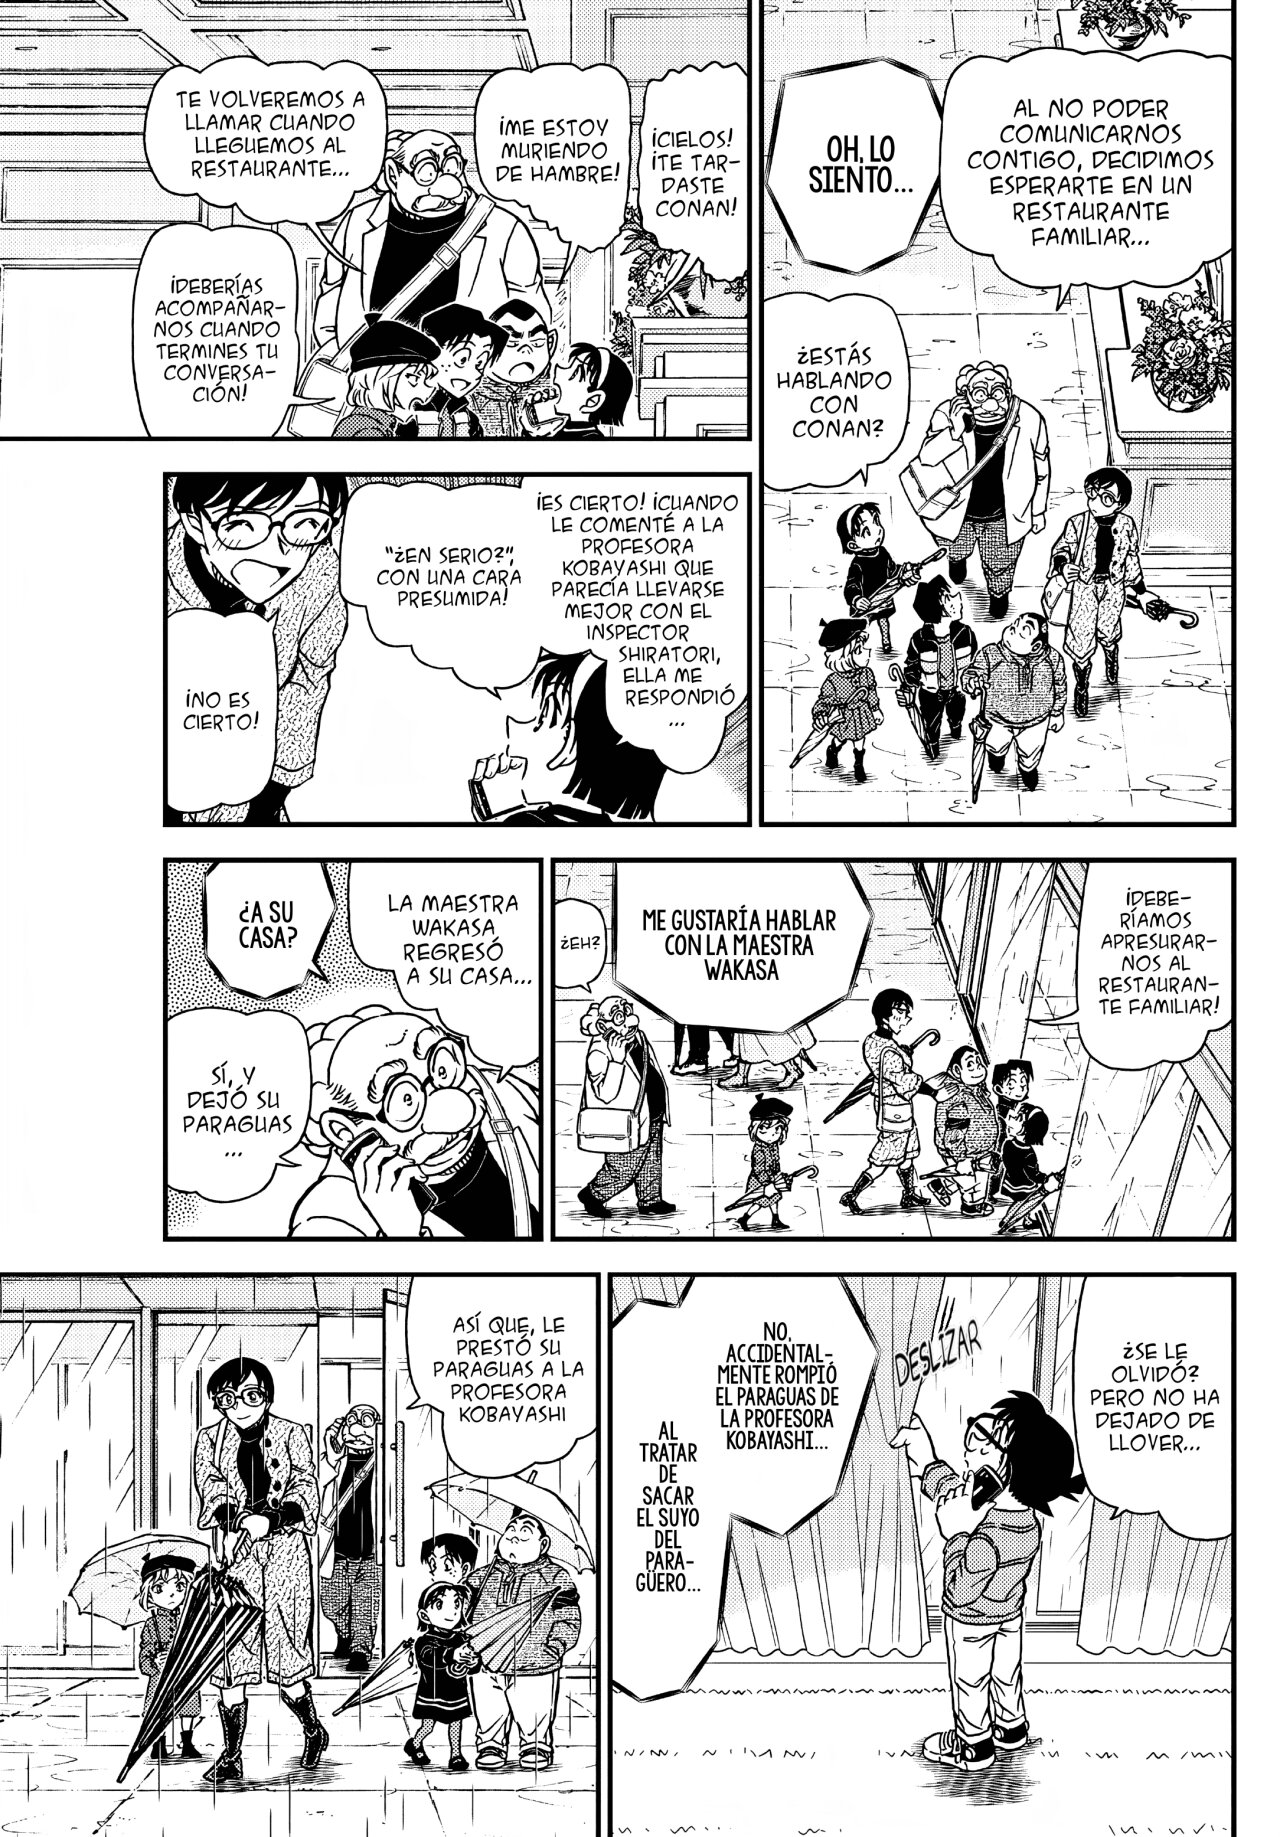 AL NO PODER
COMUNICARNOS
CONTIGO, DECIDIMOS
ESPERARTE EN UN
RESTAURANTE
FAMILIAR...
OH, LO
SIENTO...
¿ESTÁS
HABLANDO
CON
CONAN?
¡CIELOS!
¡TE TAR-
DASTE
CONAN!
¡ME ESTOY
MURIENDO
DE HAMBRE!
TE VOLVEREMOS A
LLAMAR CUANDO
LLEGUEMOS AL
RESTAURANTE...
¡DEBERÍAS
ACOMPAÑAR-
NOS CUANDO
TERMINES TU
CONVERSA-
CIÓN!
¡ES CIERTO! ¡CUANDO
LE COMENTÉ A LA
PROFESORA
KOBAYASHI QUE
PARECÍA LLEVARSE
MEJOR CON EL
INSPECTOR
SHIRATORI,
ELLA ME
RESPONDIÓ
...
"¿EN SERIO?",
CON UNA CARA
PRESUMIDA!
¡NO ES
CIERTO!
¡DEBE-
RÍAMOS
APRESURAR-
NOS AL
RESTAURAN-
TE FAMILIAR!
ME GUSTARÍA HABLAR
CON LA MAESTRA
WAKASA
¿EH?
LA MAESTRA
WAKASA
REGRESÓ
A SU CASA...
¿A SU
CASA?
SÍ, Y
DEJÓ SU
PARAGUAS
...
¿SE LE
OLVIDÓ?
PERO NO HA
DEJADO DE
LLOVER...
DESLÍZAR
NO,
ACCIDENTAL-
MENTE ROMPIÓ
EL PARAGUAS DE
LA PROFESORA
KOBAYASHI...
AL
TRATAR
DE
SACAR
EL SUYO
DEL
PARA-
GÜERO...
ASÍ QUE, LE
PRESTÓ SU
PARAGUAS A LA
PROFESORA
KOBAYASHI